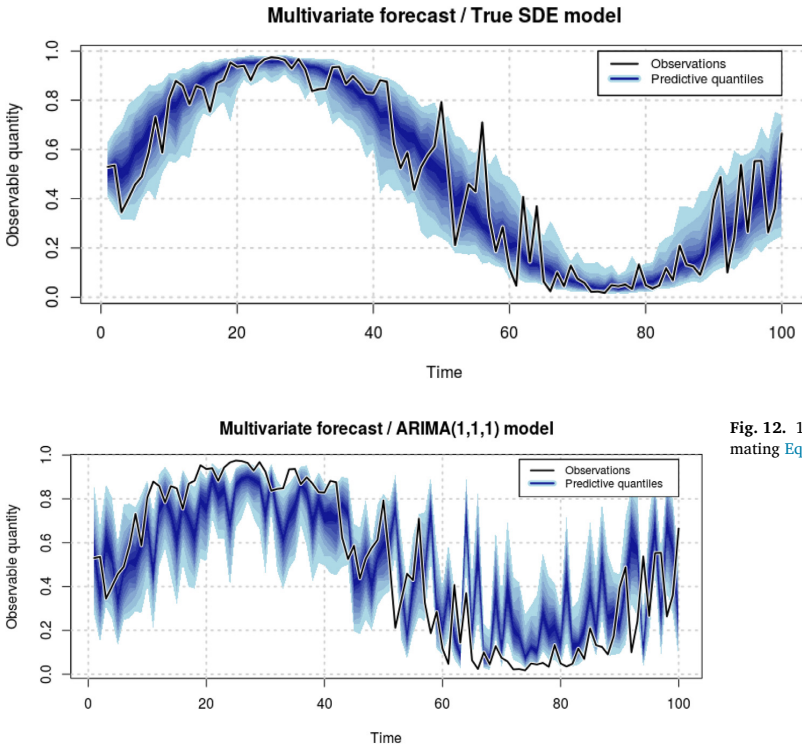 Multivariate forecast / True SDE model
Observable quantity
1.0
0.8
0.6
0.4
0.2
0.0
Observations
Predictive quantiles
0 20 40 60 80 100
Time
Multivariate forecast / ARIMA(1,1,1) model
Observable quantity
1.0
0.8
0.6
0.4
0.2
0.0
Observations
Predictive quantiles
0 20 40 60 80 100
Time
Fig. 12. 1
mating Eq